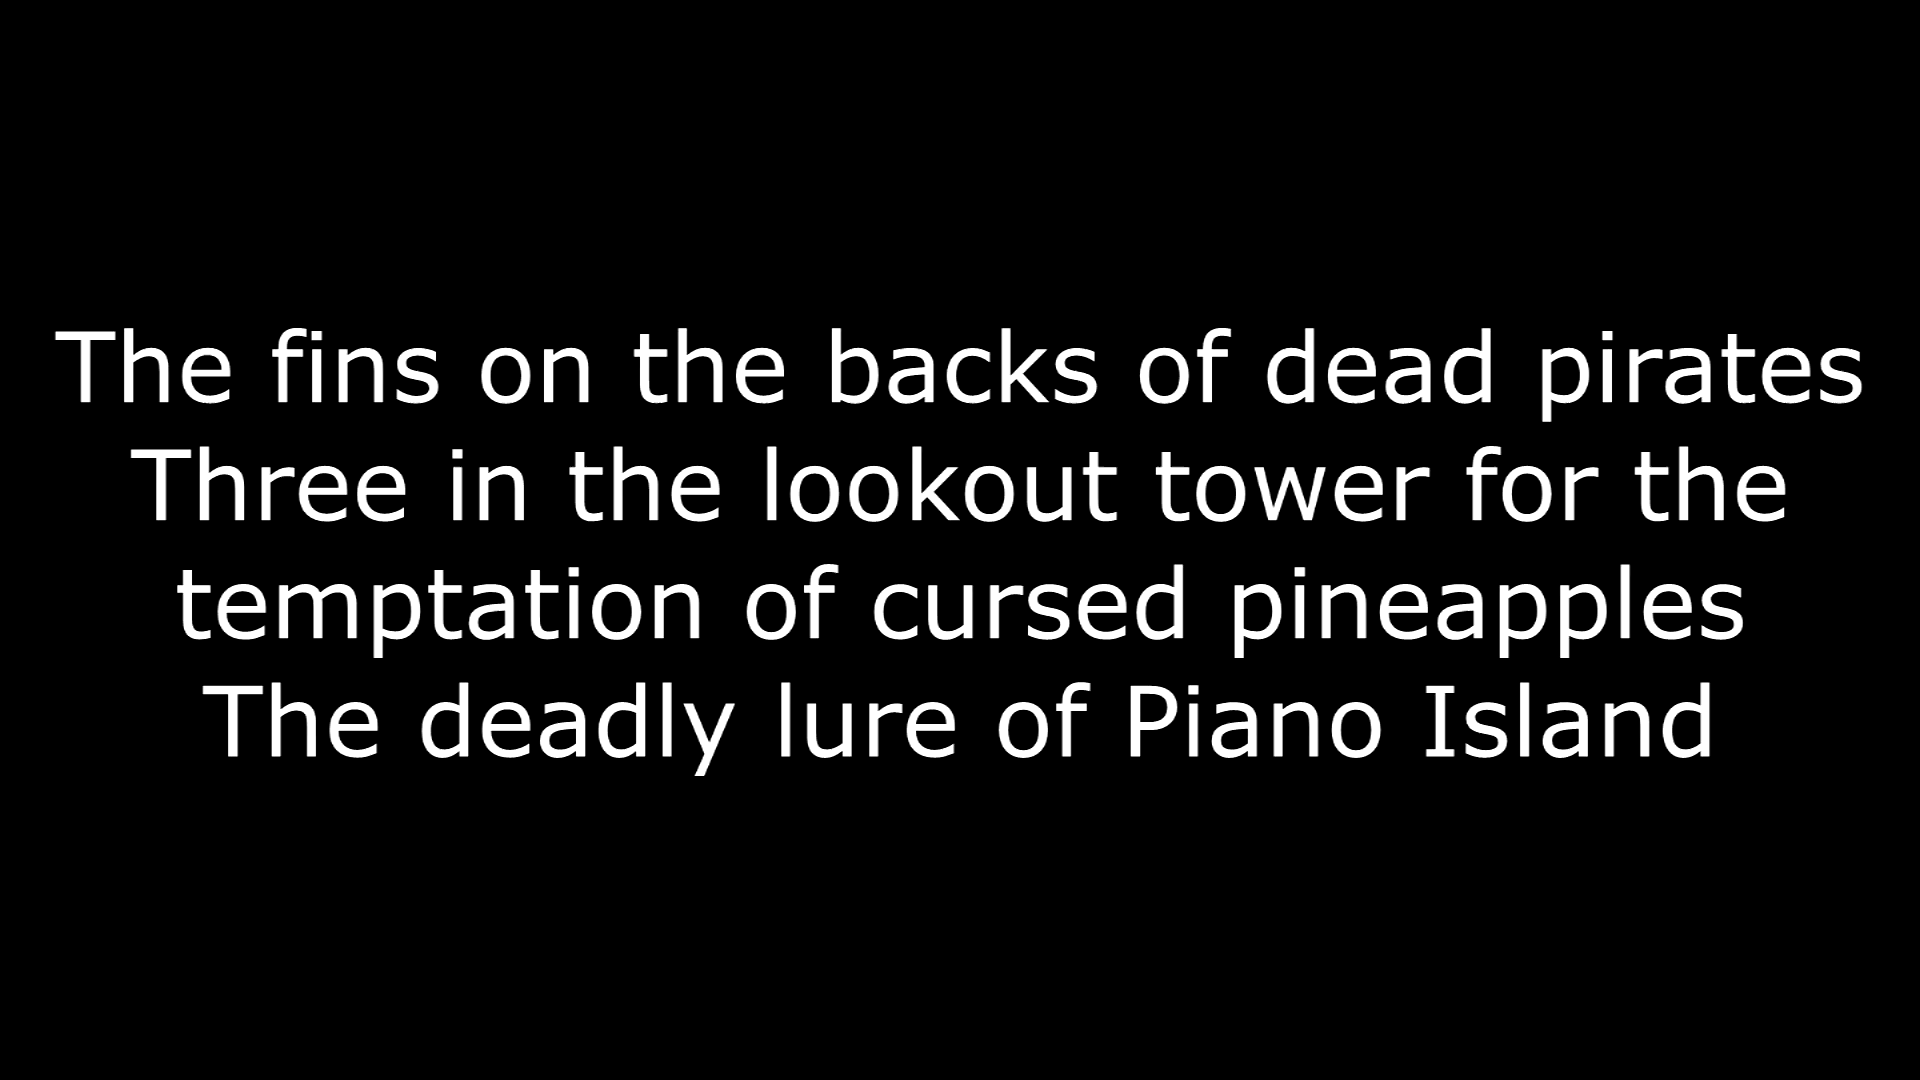 The fins on the backs of dead pirates
Three in the lookout tower for the
temptation of cursed pineapples
The deadly lure of Piano Island